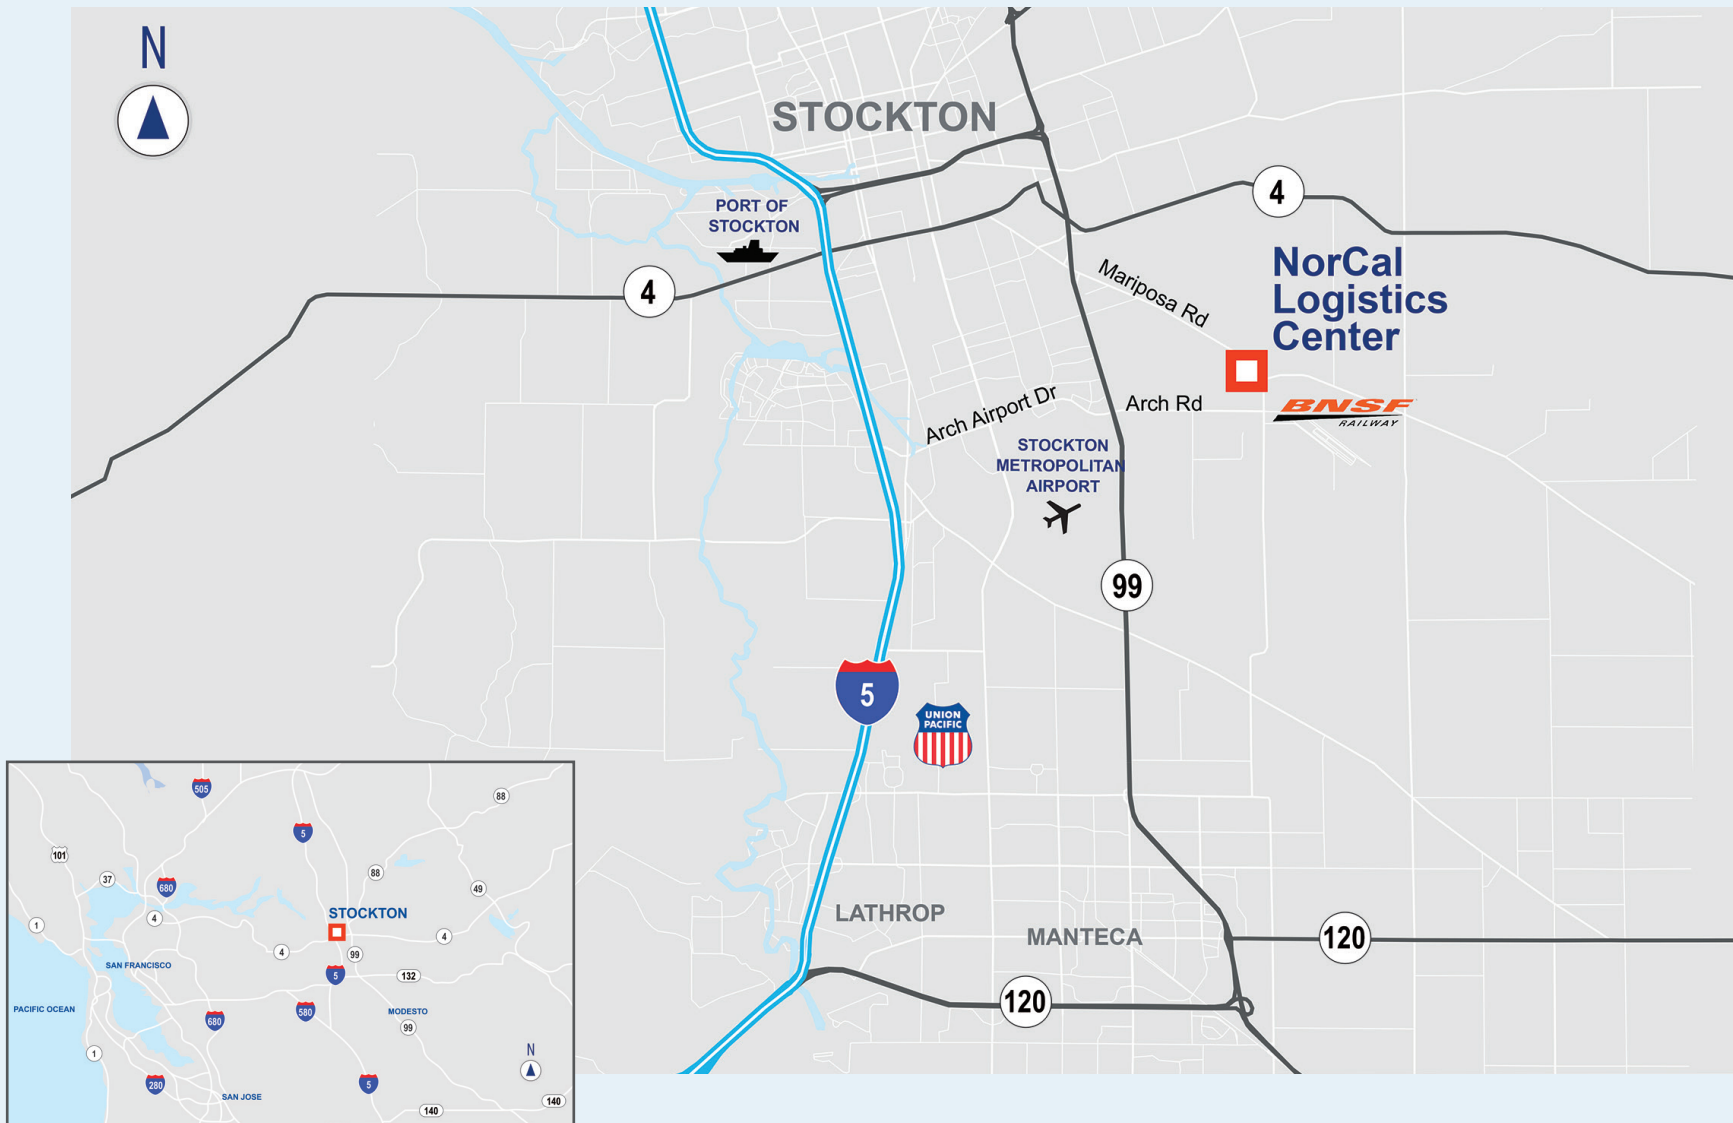 N
STOCKTON
4
PORT OF
STOCKTON
NorCal
Logistics
Center
Mariposa Rd
4
Arch Airport Dr
Arch Rd
BNSF
RAILWAY
STOCKTON
METROPOLITAN
AIRPORT
99
5
UNION
PACIFIC
LATHROP
MANTECA
120
120
505
88
5
101
37
680
88
49
4
1
STOCKTON
4
4
99
SAN FRANCISCO
5
132
PACIFIC OCEAN
680
580
MODESTO
99
1
N
280
5
SAN JOSE
140
140